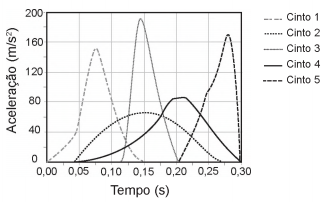 Aceleração (m/s²)
200
160
120
80
40
0
0,00 0,05 0,10 0,15 0,20 0,25 0,30
Tempo (s)
Cinto 1
Cinto 2
Cinto 3
Cinto 4
Cinto 5